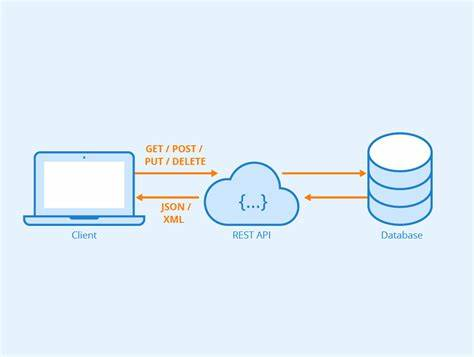 GET / POST /
PUT / DELETE
{...}
JSON /
XML
Client
REST API
Database